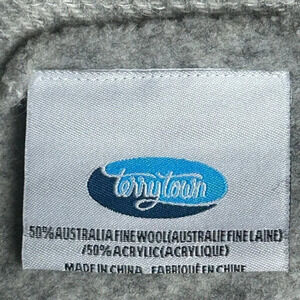 terrytown
50%AUSTRALIA FINE WOOL(AUSTRALIE FINE LAINE)
/50% ACRYLIC(ACRYLIQUE)
MADE IN CHINA FABRIQUÉ EN CHINE